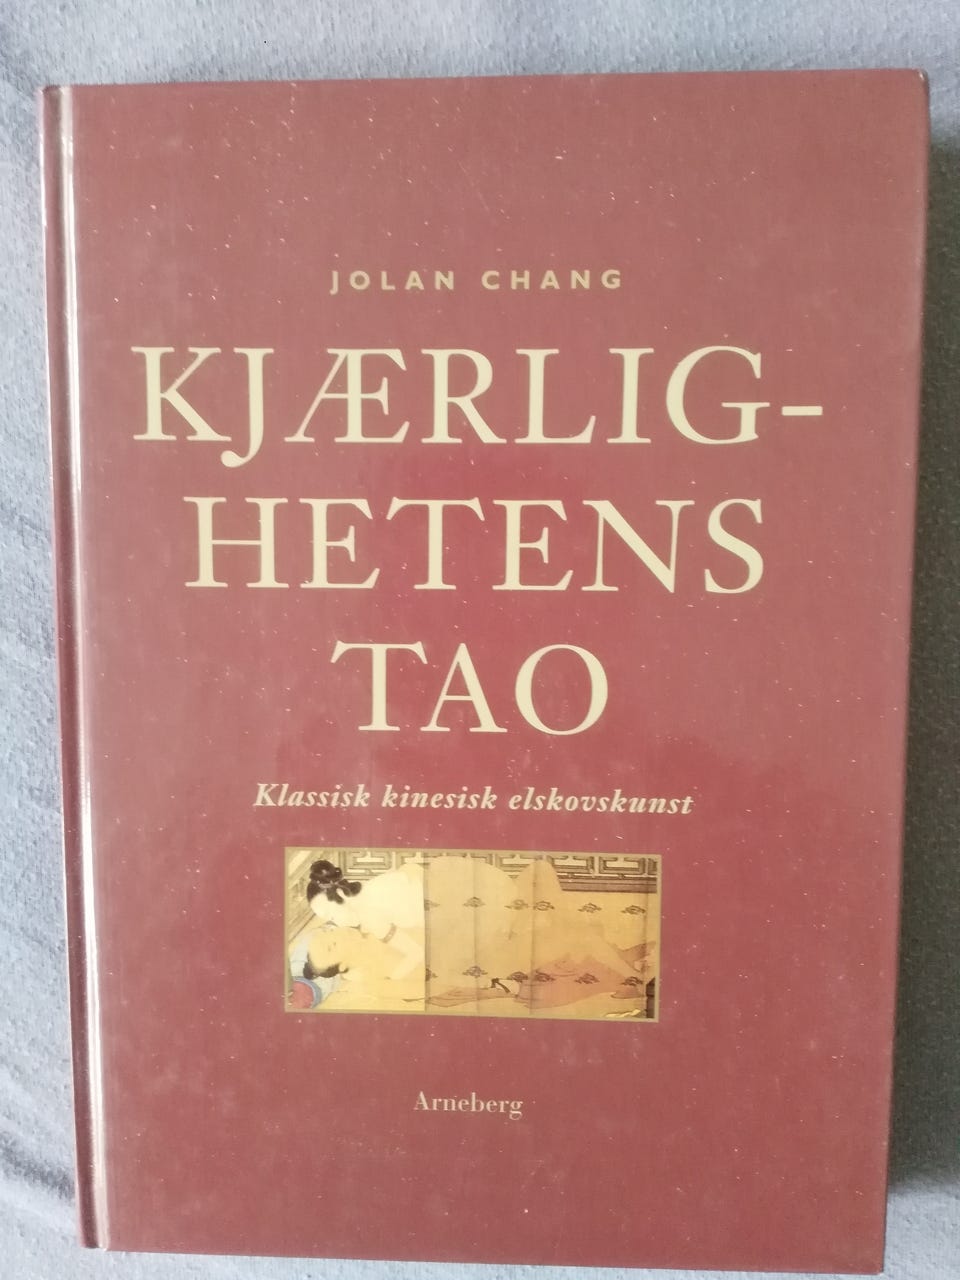 JOLAN CHANG
KJÆRLIG-
HETENS
TAO
Klassisk kinesisk elskovskunst
Arneberg